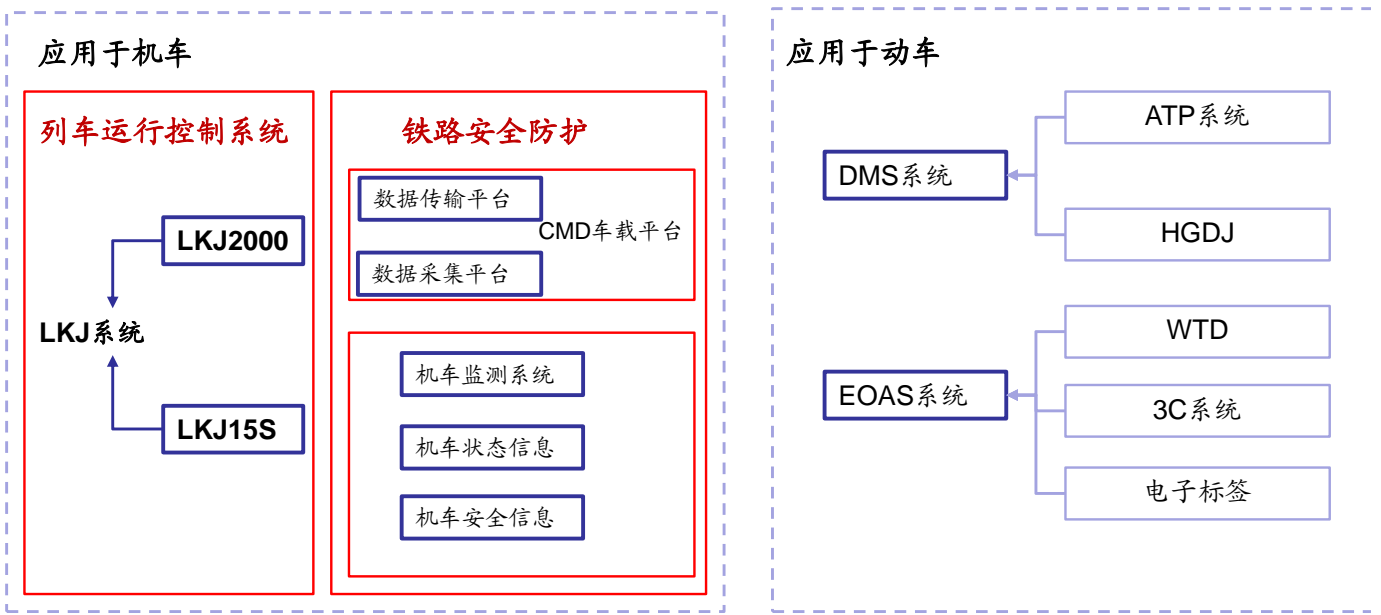 应用于机车
列车运行控制系统
LKJ2000
LKJ系统
LKJ15S
铁路安全防护
数据传输平台
CMD车载平台
数据采集平台
机车监测系统
机车状态信息
机车安全信息
应用于动车
DMS系统
ATP系统
HGDJ
EOAS系统
WTD
3C系统
电子标签